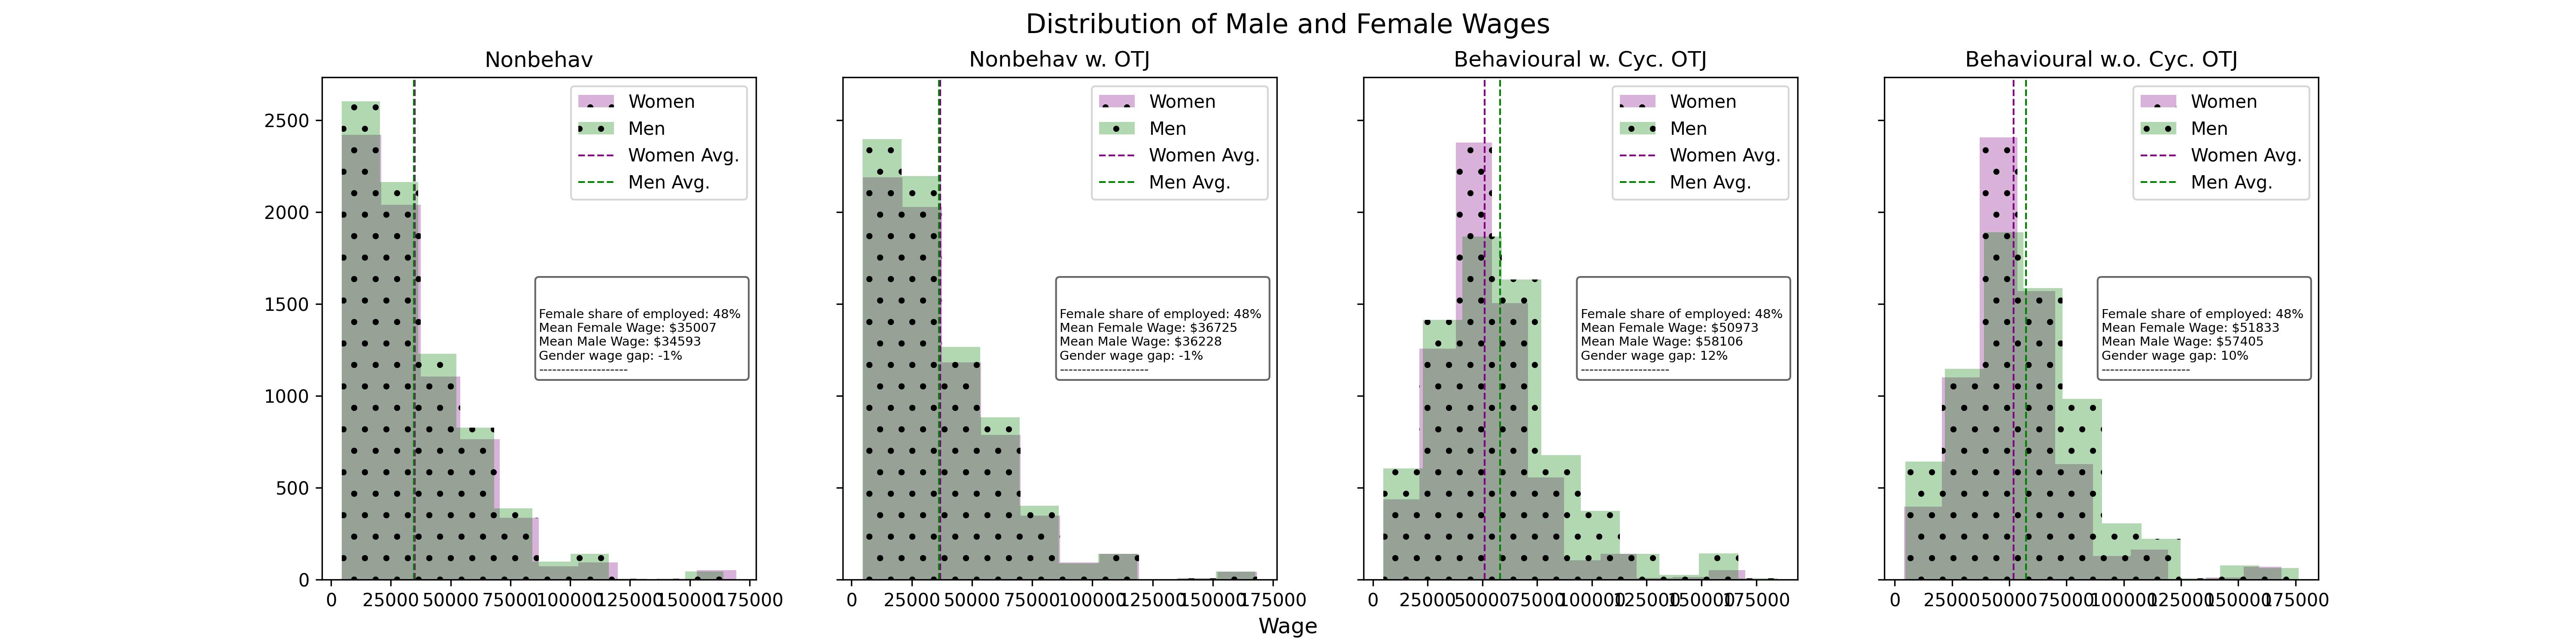 Distribution of Male and Female Wages
Nonbehav
Women
Men
Women Avg.
Men Avg.
Female share of employed: 48%
Mean Female Wage: $35007
Mean Male Wage: $34593
Gender wage gap: -1%
--------------------
2500
2000
1500
1000
500
0
0 25000 50000 75000 100000 125000 150000 175000
Nonbehav w. OTJ
Women
Men
Women Avg.
Men Avg.
Female share of employed: 48%
Mean Female Wage: $36725
Mean Male Wage: $36228
Gender wage gap: -1%
--------------------
0 25000 50000 75000 100000 125000 150000 175000
Behavioural w. Cyc. OTJ
Women
Men
Women Avg.
Men Avg.
Female share of employed: 48%
Mean Female Wage: $50973
Mean Male Wage: $58106
Gender wage gap: 12%
--------------------
0 25000 50000 75000 100000 125000 150000 175000
Behavioural w.o. Cyc. OTJ
Women
Men
Women Avg.
Men Avg.
Female share of employed: 48%
Mean Female Wage: $51833
Mean Male Wage: $57405
Gender wage gap: 10%
--------------------
0 25000 50000 75000 100000 125000 150000 175000
Wage